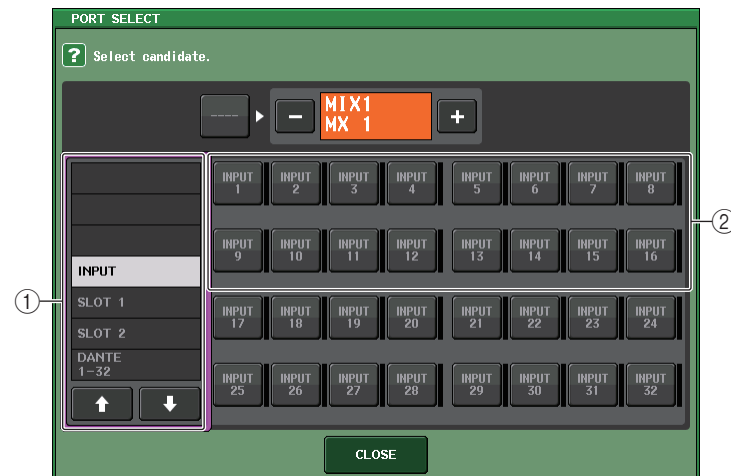 PORT SELECT
? Select candidate.
----
− MIX1 +
MX 1
INPUT
SLOT 1
SLOT 2
DANTE
1-32
INPUT 1 INPUT 2 INPUT 3 INPUT 4 INPUT 5 INPUT 6 INPUT 7 INPUT 8
INPUT 9 INPUT 10 INPUT 11 INPUT 12 INPUT 13 INPUT 14 INPUT 15 INPUT 16
INPUT 17 INPUT 18 INPUT 19 INPUT 20 INPUT 21 INPUT 22 INPUT 23 INPUT 24
INPUT 25 INPUT 26 INPUT 27 INPUT 28 INPUT 29 INPUT 30 INPUT 31 INPUT 32
CLOSE
①
②